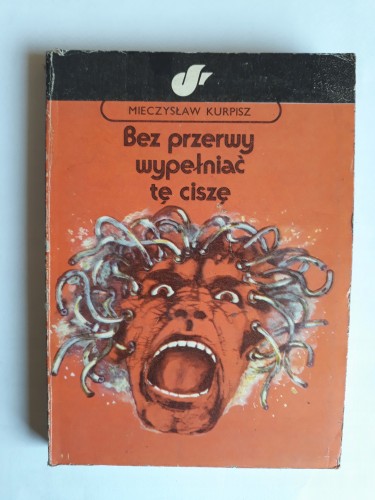 MIECZYSŁAW KURPISZ
Bez przerwy
wypełniać
tę ciszę